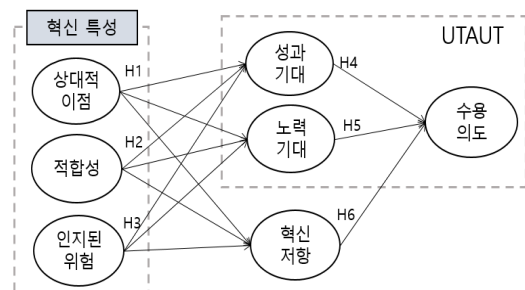 혁신 특성
UTAUT
상대적
이점
적합성
인지된
위험
H1
H2
H3
성과
기대
노력
기대
혁신
저항
H4
H5
H6
수용
의도